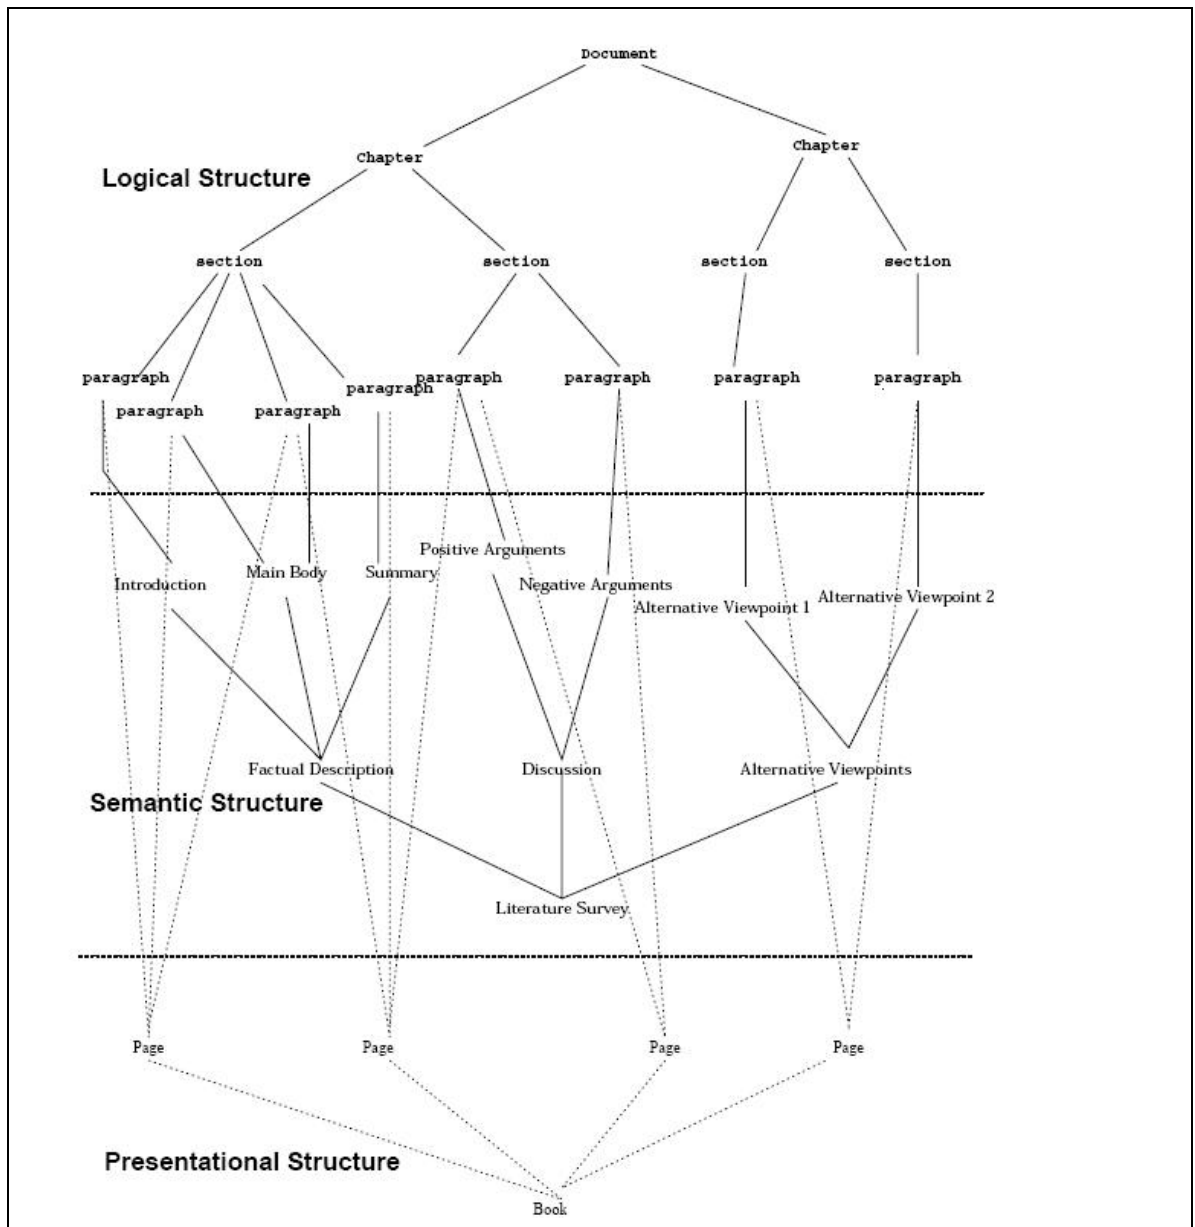 Document
Chapter
Chapter
Logical Structure
section
section
section
section
paragraph
paragraph
paragraph
paragraph
paragraph
paragraph
paragraph
paragraph
Positive Arguments
Introduction
Main Body
Summary
Negative Arguments
Alternative Viewpoint 1
Alternative Viewpoint 2
Factual Description
Discussion
Alternative Viewpoints
Semantic Structure
Literature Survey
Page
Page
Page
Page
Presentational Structure
Book